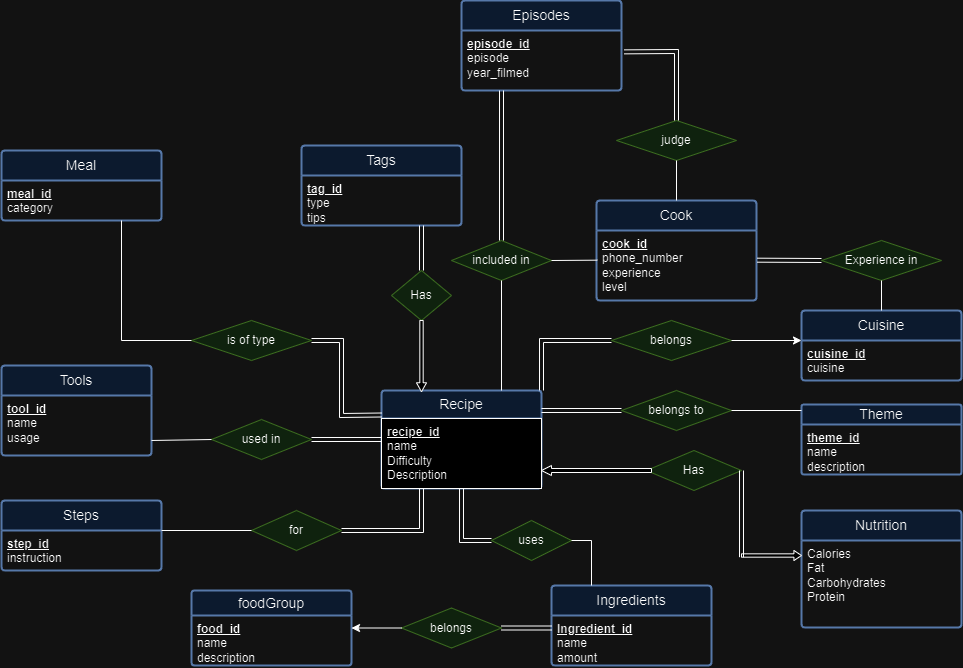 Episodes
episode_id
episode
year_filmed
judge
Meal
meal_id
category
Tags
tag_id
type
tips
Cook
cook_id
phone_number
experience
level
included in
Experience in
Has
is of type
belongs
Cuisine
cuisine_id
cuisine
Tools
tool_id
name
usage
used in
Recipe
recipe_id
name
Difficulty
Description
belongs to
Theme
theme_id
name
description
Has
Steps
step_id
instruction
for
uses
Nutrition
Calories
Fat
Carbohydrates
Protein
foodGroup
food_id
name
description
belongs
Ingredients
Ingredient_id
name
amount